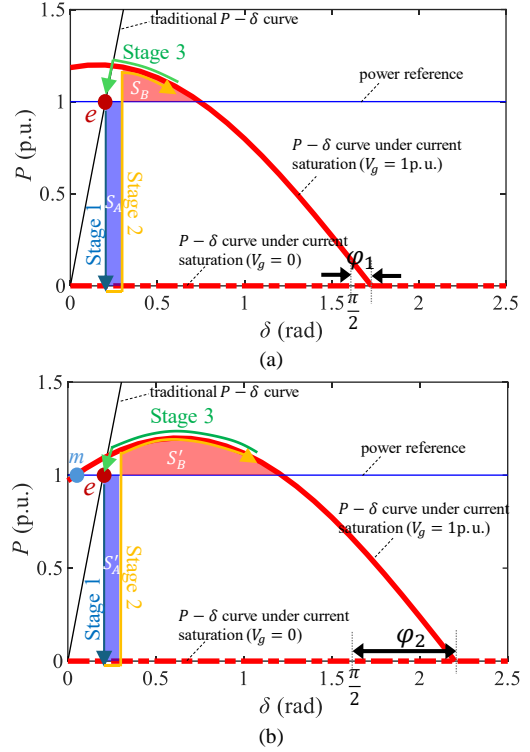 1.5
traditional P − δ curve
Stage 3
S_B
power reference
e
1
P (p.u.)
Stage 1
S_A
Stage 2
P − δ curve under current
saturation (V_g = 1p. u.)
0.5
P − δ curve under current
saturation (V_g = 0)
φ_1
0
0
0.5
1
1.5
π/2
2
2.5
δ (rad)
(a)
1.5
traditional P − δ curve
Stage 3
m
S'_B
power reference
e
1
P (p.u.)
Stage 1
S'_A
Stage 2
P − δ curve under current
saturation (V_g = 1p. u.)
0.5
P − δ curve under current
saturation (V_g = 0)
φ_2
0
0
0.5
1
1.5
π/2
2
2.5
δ (rad)
(b)